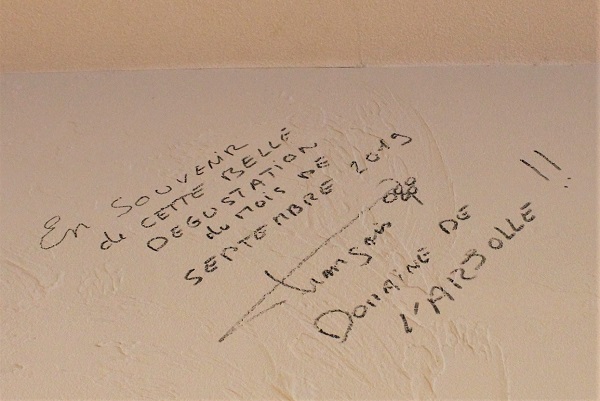 En SOUVENIR
de CETTE BELLE
DEGUSTATION
du MOIS DE
SEPTEMBRE 2019
DOMAINE DE
L'ARJOLLE !!